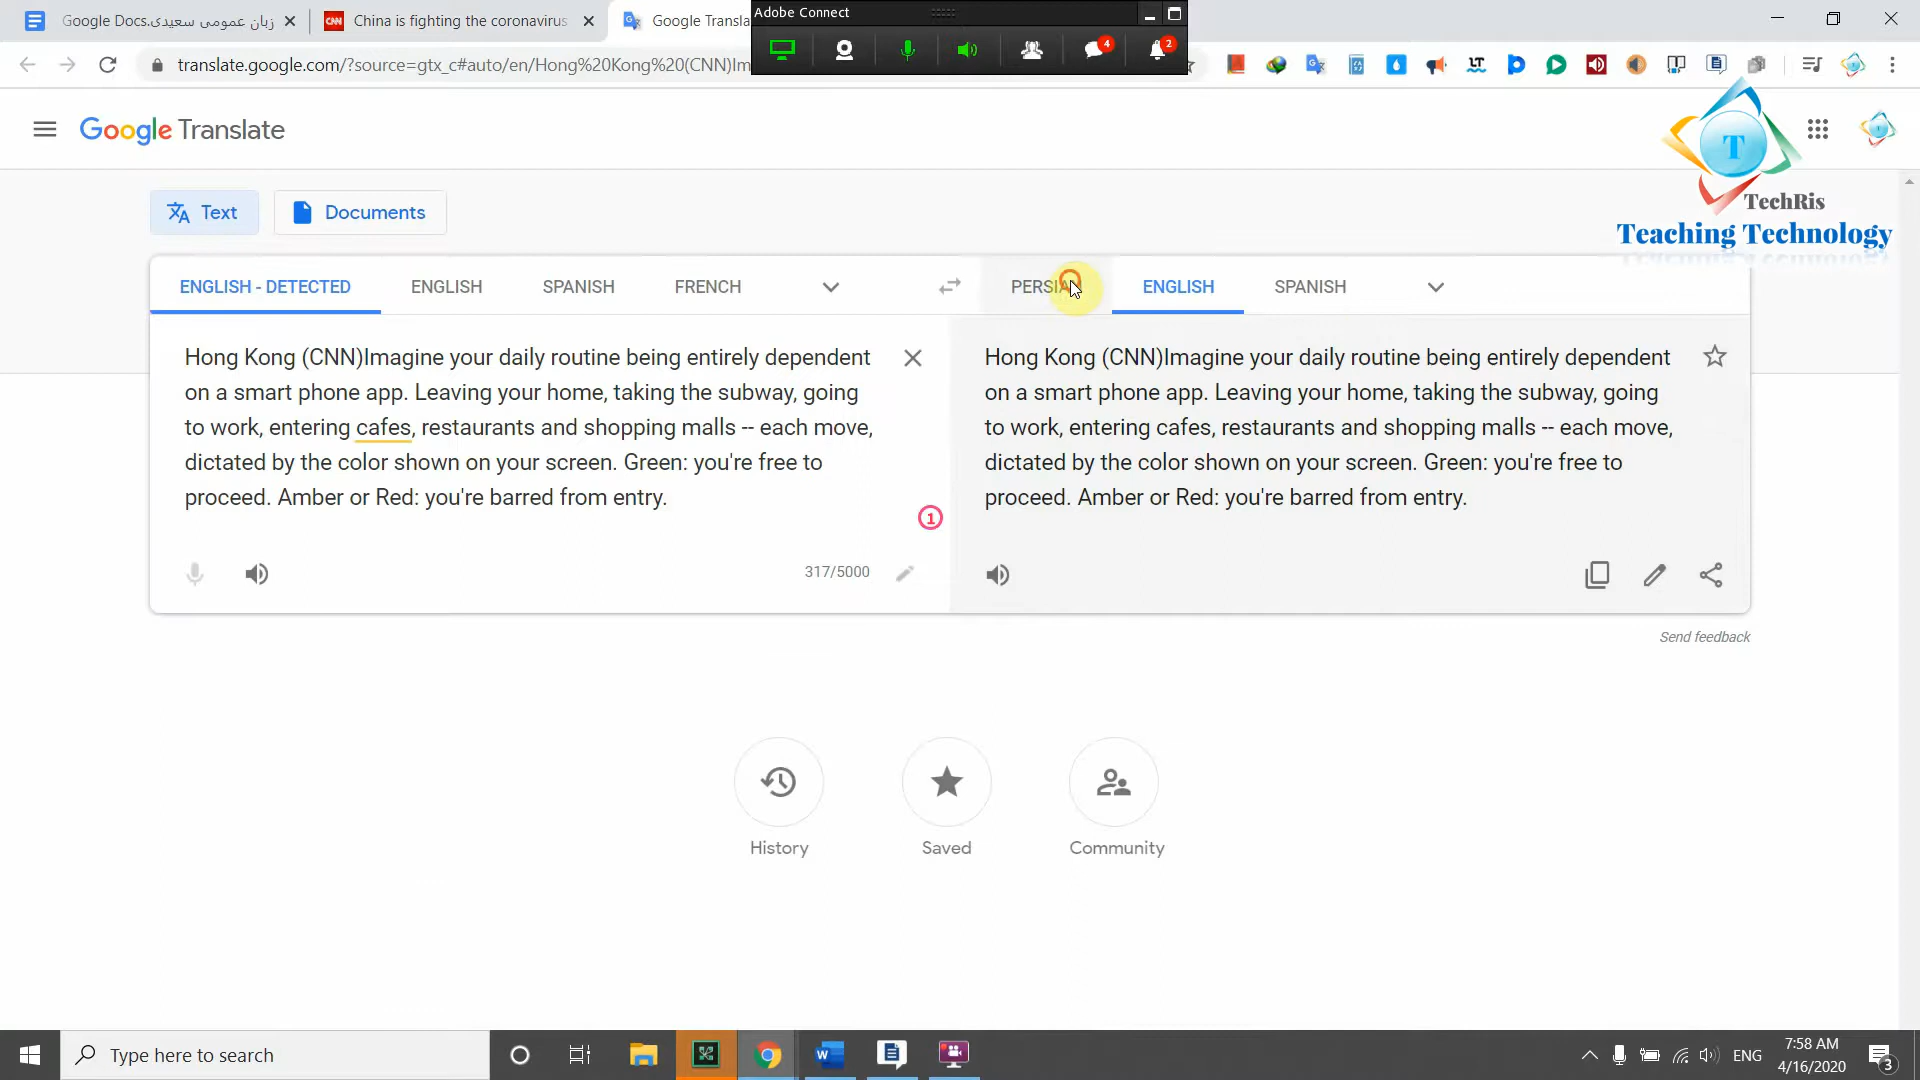 Google Docs.زبان عمومی سعیدی
CNN
China is fighting the coronavirus
Google Transla
Adobe Connect
4
2
translate.google.com/?source=gtx_c#auto/en/Hong%20Kong%20(CNN)Im
LT
Google Translate
T
TechRis
Teaching Technology
Text
Documents
ENGLISH - DETECTED
ENGLISH
SPANISH
FRENCH
PERSIA
ENGLISH
SPANISH
Hong Kong (CNN)Imagine your daily routine being entirely dependent
on a smart phone app. Leaving your home, taking the subway, going
to work, entering cafes, restaurants and shopping malls -- each move,
dictated by the color shown on your screen. Green: you're free to
proceed. Amber or Red: you're barred from entry.
1
317/5000
Hong Kong (CNN)Imagine your daily routine being entirely dependent
on a smart phone app. Leaving your home, taking the subway, going
to work, entering cafes, restaurants and shopping malls -- each move,
dictated by the color shown on your screen. Green: you're free to
proceed. Amber or Red: you're barred from entry.
Send feedback
History
Saved
Community
Type here to search
ENG
7:58 AM
4/16/2020
3